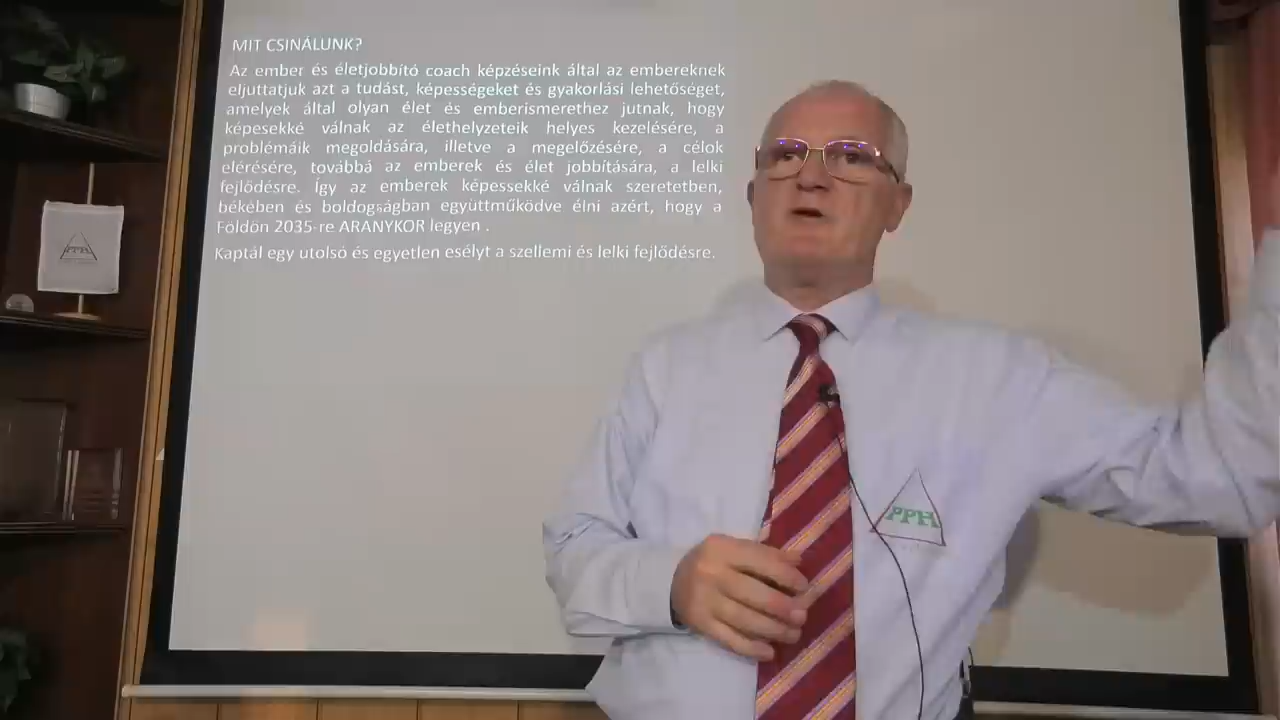 MIT CSINÁLUNK?
Az ember és életjobbító coach képzéseink által az embereknek
eljuttatjuk azt a tudást, képességeket és gyakorlási lehetőséget,
amelyek által olyan élet és emberismerethez jutnak, hogy
képesekké válnak az élethelyzeteik helyes kezelésére, a
problémáik megoldására, illetve a megelőzésére, a célok
elérésére, továbbá az emberek és élet jobbítására, a lelki
fejlődésre. Így az emberek képessekké válnak szeretetben,
békében és boldogságban együttműködve élni azért, hogy a
Földön 2035-re ARANYKOR legyen .
Kaptál egy utolsó és egyetlen esélyt a szellemi és lelki fejlődésre.
PPH
PPH